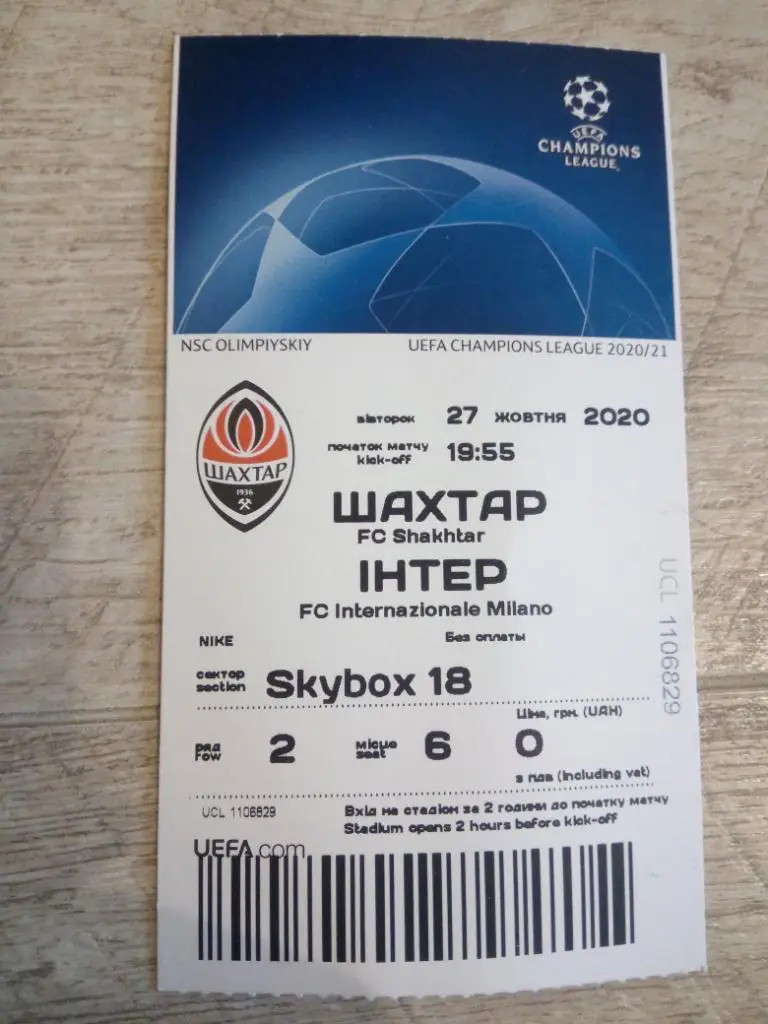 UEFA
CHAMPIONS
LEAGUE
NSC OLIMPIYSKIY UEFA CHAMPIONS LEAGUE 2020/21
вівторок 27 жовтня 2020
початок матчу
kick-off 19:55
ШАХТАР
1936
ШАХТАР
FC Shakhtar
ІНТЕР
FC Internazionale Milano
NIKE Без оплаты
сектор
section Skybox 18
Ціна, грн. (UAH)
ряд
row 2 місце
seat 6 0
з пдв (including vat)
UCL 1106829 Вхід на стадіон за 2 години до початку матчу
Stadium opens 2 hours before kick-off
UEFA.com
UCL 1106829